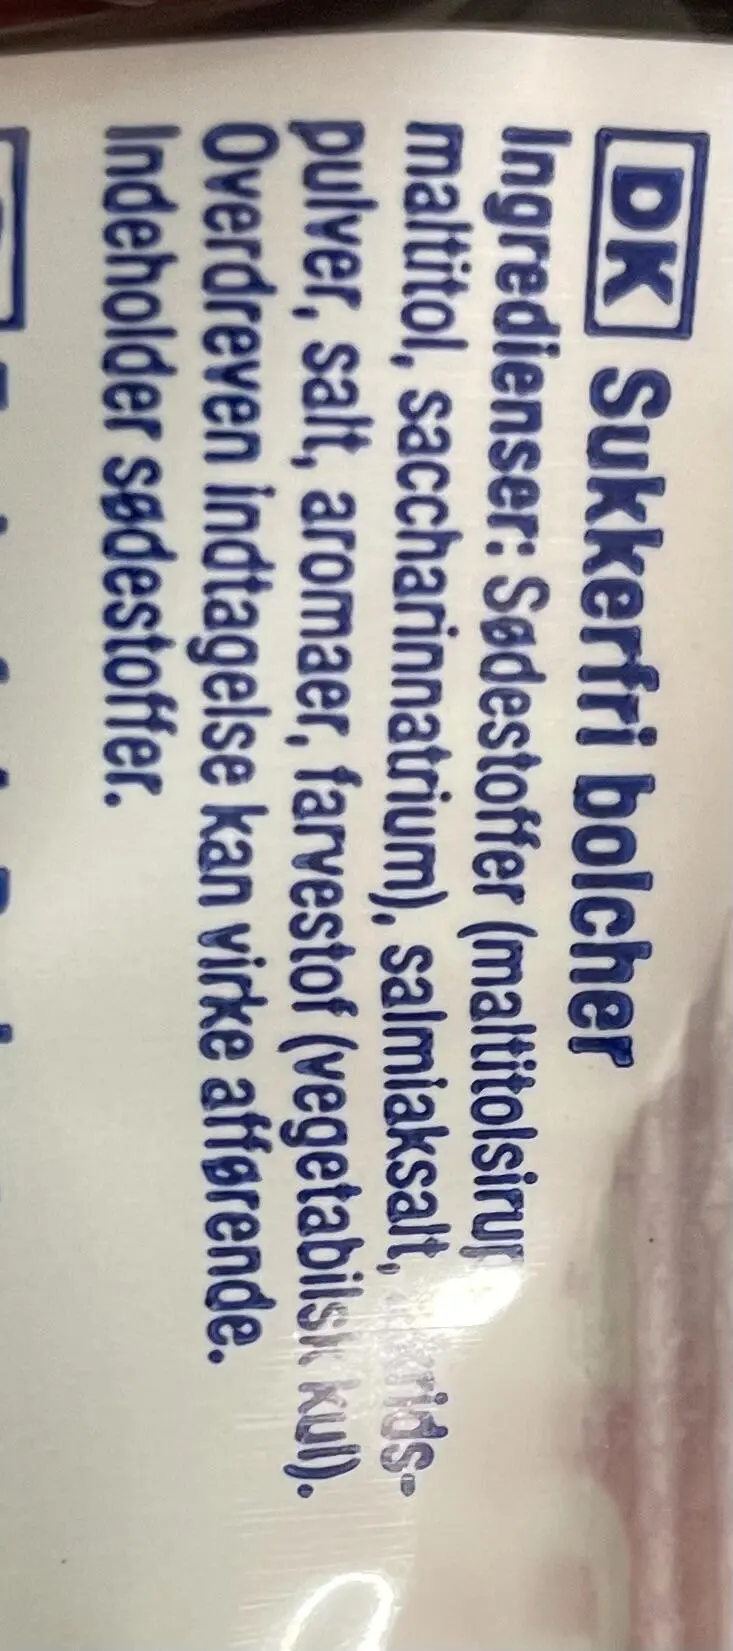 DK Sukkerfri bolcher
Ingredienser: Sødestoffer (maltitolsirup
maltitol, saccharinnatrium), salmiaksalt,
pulver, salt, aromaer, farvestof (vegetabilsk kul).
Overdreven indtagelse kan virke afførende.
Indeholder sødestoffer.